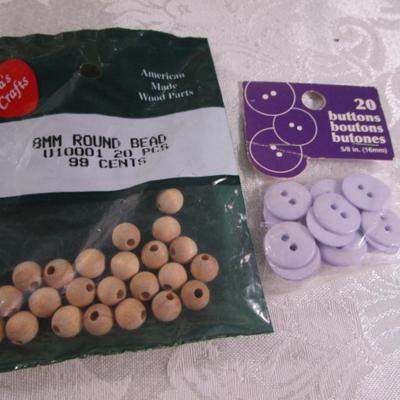 a's
Crafts
American
Made
Wood Parts
8MM ROUND BEAD
U10001 20 PCS
99 CENTS
20
buttons
boutons
butones
5/8 in. (16mm)